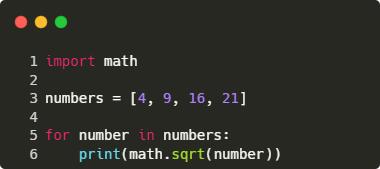 1 import math
2
3 numbers = [4, 9, 16, 21]
4
5 for number in numbers:
6     print(math.sqrt(number))